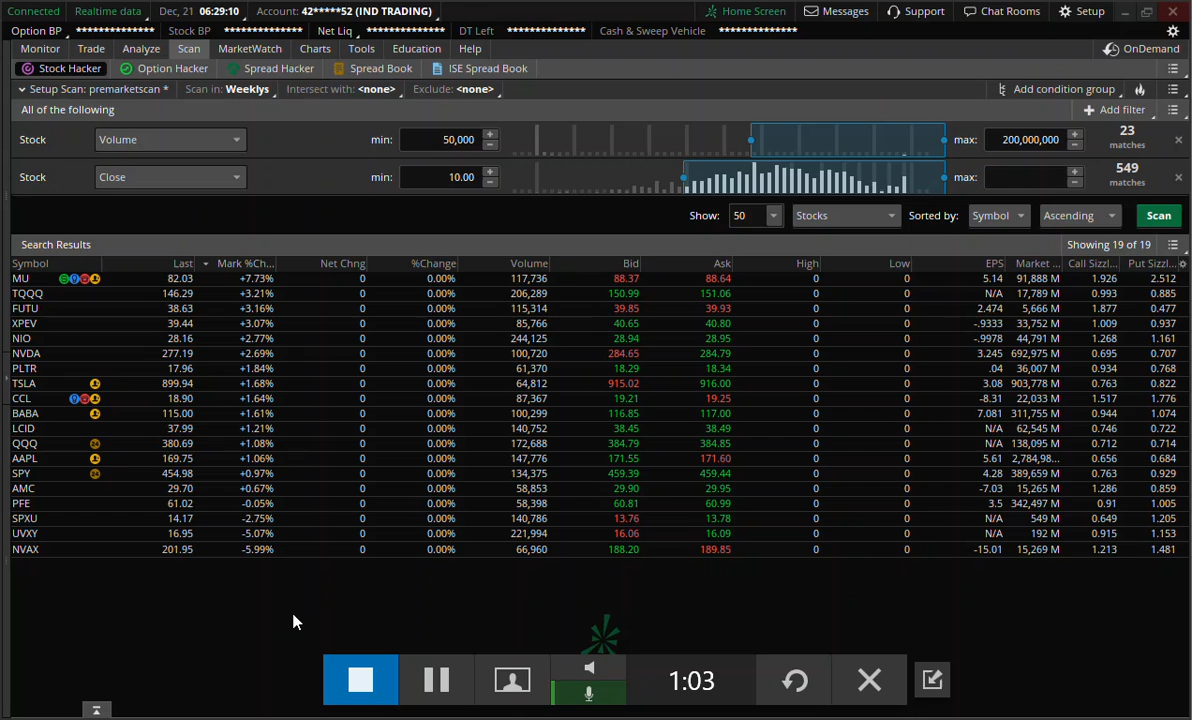 Connected Realtime data Dec, 21 06:29:10 Account: 42*****52 (IND TRADING) Home Screen Messages Support Chat Rooms Setup
Option BP ************** Stock BP ************** Net Liq ************** DT Left ************** Cash & Sweep Vehicle **************
Monitor Trade Analyze Scan MarketWatch Charts Tools Education Help OnDemand
Stock Hacker Option Hacker Spread Hacker Spread Book ISE Spread Book
Setup Scan: premarketscan * Scan in: Weeklys Intersect with: <none> Exclude: <none> Add condition group
All of the following Add filter
Stock Volume min: 50,000 max: 200,000,000 23 matches
Stock Close min: 10.00 max: 549 matches
Show: 50 Stocks Sorted by: Symbol Ascending Scan
Search Results Showing 19 of 19
Symbol Last Mark %Ch... Net Chng %Change Volume Bid Ask High Low EPS Market ... Call Sizzl... Put Sizzl...
MU 82.03 +7.73% 0 0.00% 117,736 88.37 88.64 0 0 5.14 91,888 M 1.926 2.512
TQQQ 146.29 +3.21% 0 0.00% 206,289 150.99 151.06 0 0 N/A 17,789 M 0.993 0.885
FUTU 38.63 +3.16% 0 0.00% 115,314 39.85 39.93 0 0 2.474 5,666 M 1.877 0.477
XPEV 39.44 +3.07% 0 0.00% 85,766 40.65 40.80 0 0 -.9333 33,752 M 1.009 0.937
NIO 28.16 +2.77% 0 0.00% 244,125 28.94 28.95 0 0 -.9978 44,791 M 1.268 1.161
NVDA 277.19 +2.69% 0 0.00% 100,720 284.65 284.79 0 0 3.245 692,975 M 0.695 0.707
PLTR 17.96 +1.84% 0 0.00% 61,370 18.29 18.34 0 0 .04 36,007 M 0.934 0.768
TSLA 899.94 +1.68% 0 0.00% 64,812 915.02 916.00 0 0 3.08 903,778 M 0.763 0.822
CCL 18.90 +1.64% 0 0.00% 87,367 19.21 19.25 0 0 -8.31 22,033 M 1.517 1.776
BABA 115.00 +1.61% 0 0.00% 100,299 116.85 117.00 0 0 7.081 311,755 M 0.944 1.074
LCID 37.99 +1.21% 0 0.00% 140,752 38.45 38.49 0 0 N/A 62,545 M 0.746 0.722
QQQ 380.69 +1.08% 0 0.00% 172,688 384.79 384.85 0 0 N/A 138,095 M 0.712 0.714
AAPL 169.75 +1.06% 0 0.00% 147,776 171.55 171.60 0 0 5.61 2,784,98... 0.656 0.684
SPY 454.98 +0.97% 0 0.00% 134,375 459.39 459.44 0 0 4.28 389,659 M 0.763 0.929
AMC 29.70 +0.67% 0 0.00% 58,853 29.90 29.95 0 0 -7.03 15,265 M 1.286 0.859
PFE 61.02 -0.05% 0 0.00% 58,398 60.81 60.99 0 0 3.5 342,497 M 0.91 1.005
SPXU 14.17 -2.75% 0 0.00% 140,786 13.76 13.78 0 0 N/A 549 M 0.649 1.205
UVXY 16.95 -5.07% 0 0.00% 221,994 16.06 16.09 0 0 N/A 192 M 0.915 1.153
NVAX 201.95 -5.99% 0 0.00% 66,960 188.20 189.85 0 0 -15.01 15,269 M 1.213 1.481
1:03